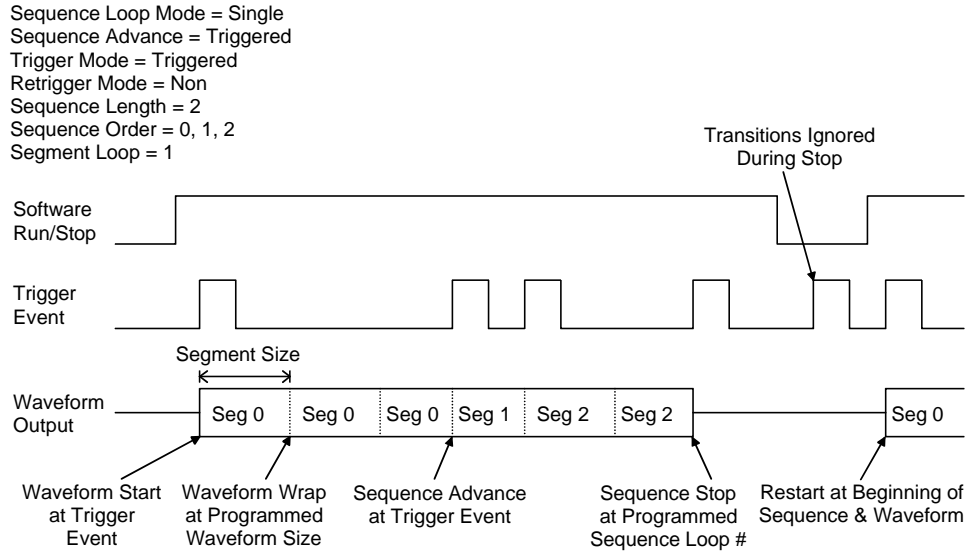 Sequence Loop Mode = Single
Sequence Advance = Triggered
Trigger Mode = Triggered
Retrigger Mode = Non
Sequence Length = 2
Sequence Order = 0, 1, 2
Segment Loop = 1
Transitions Ignored
During Stop
Software
Run/Stop
Trigger
Event
Segment Size
Waveform
Output
Seg 0
Seg 0
Seg 0
Seg 1
Seg 2
Seg 2
Seg 0
Waveform Start
at Trigger
Event
Waveform Wrap
at Programmed
Waveform Size
Sequence Advance
at Trigger Event
Sequence Stop
at Programmed
Sequence Loop #
Restart at Beginning of
Sequence & Waveform